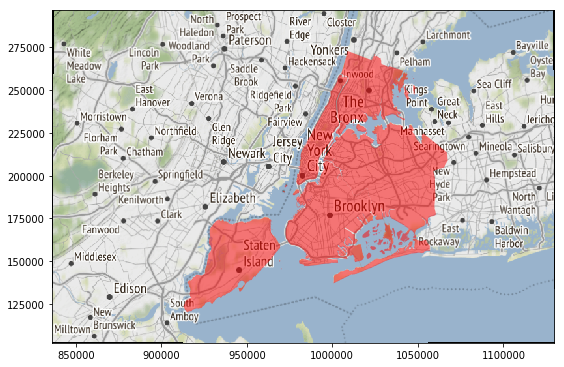 North Haledon
Prospect Park
River Edge
Closter
Woodland Park
Paterson
Yonkers
Larchmont
Bayville
White Meadow Lake
Lincoln Park
Saddle Brook
Hackensack
Pelham
Oyster Bay
Inwood
East Hanover
Verona
Ridgefield Park
Kings Point
Sea Cliff
The Bronx
Great Neck
East Hills
Boonton
Fairview
Glen Ridge
Jersey City
New York City
Manhasset
Jericho
Florham Park
Northfield
Searingtown
Mineola
Salisbury
Chatham
Newark
Berkeley Heights
Springfield
New Hyde Park
Hempstead
Kenilworth
Elizabeth
Brooklyn
North Wantagh
Fanwood
Clark
East
Baldwin Harbor
Middlesex
Staten Island
Rockaway
Edison
South Amboy
New Brunswick
Milltown
275000
250000
225000
200000
175000
150000
125000
850000 900000 950000 1000000 1050000 1100000